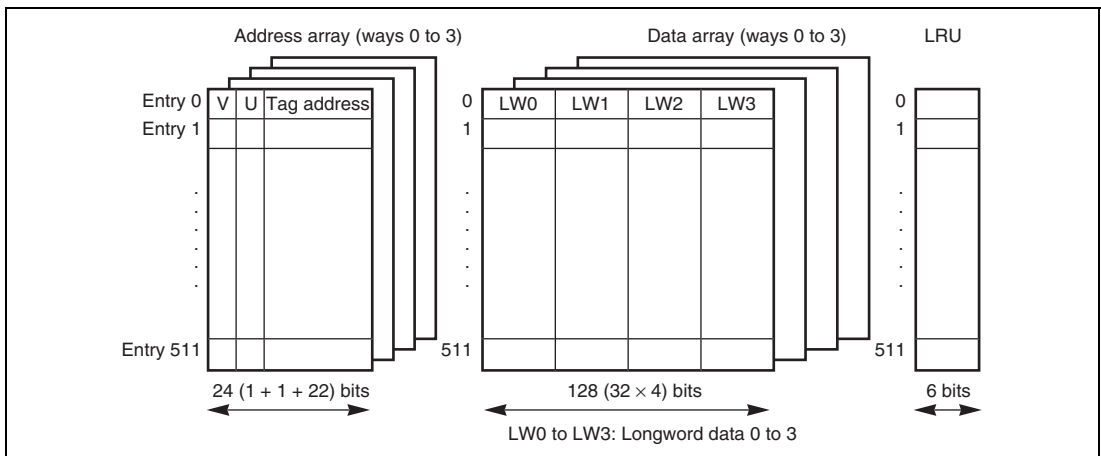 Address array (ways 0 to 3) Data array (ways 0 to 3) LRU
Entry 0 V U Tag address 0 LW0 LW1 LW2 LW3 0
Entry 1 1 1
Entry 511 511 511
24 (1 + 1 + 22) bits 128 (32 × 4) bits 6 bits
LW0 to LW3: Longword data 0 to 3